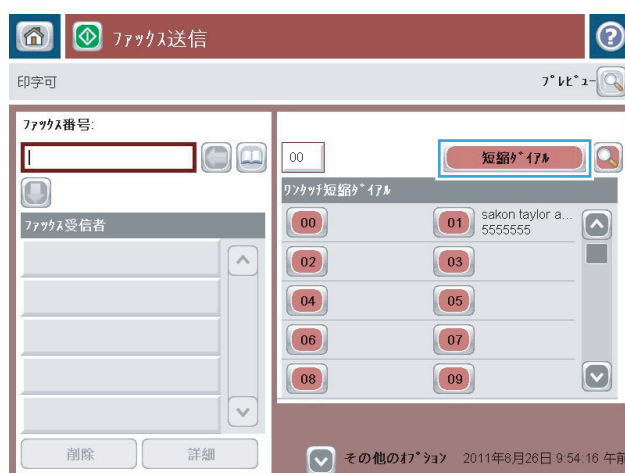 ﾌｧｯｸｽ送信
印字可
ﾌﾟﾚﾋﾞｭｰ
ﾌｧｯｸｽ番号:
00
短縮ﾀﾞｲｱﾙ
ﾜﾝﾀｯﾁ短縮ﾀﾞｲｱﾙ
ﾌｧｯｸｽ受信者
00
01 sakon taylor a...
5555555
02 03
04 05
06 07
08 09
削除 詳細
その他のｵﾌﾟｼｮﾝ 2011年8月26日 9:54:16 午前